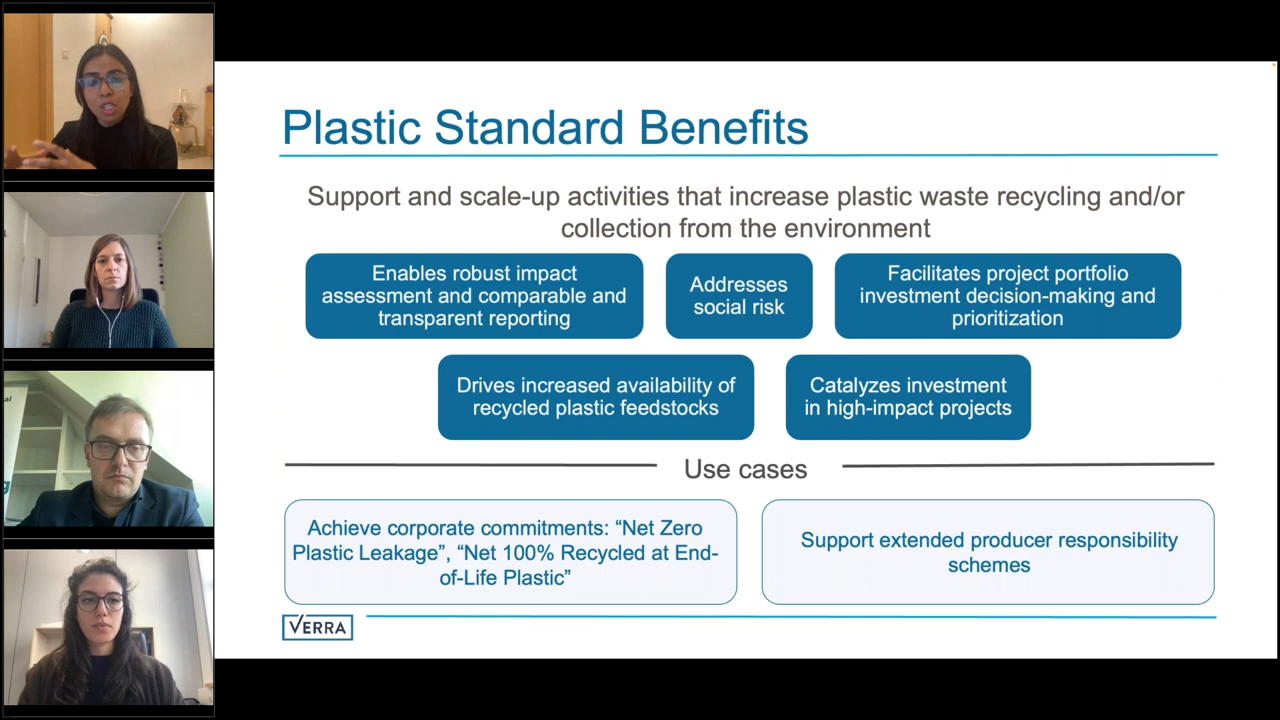 Plastic Standard Benefits
Support and scale-up activities that increase plastic waste recycling and/or
collection from the environment
Enables robust impact
assessment and comparable and
transparent reporting
Addresses
social risk
Facilitates project portfolio
investment decision-making and
prioritization
Drives increased availability of
recycled plastic feedstocks
Catalyzes investment
in high-impact projects
Use cases
Achieve corporate commitments: “Net Zero
Plastic Leakage”, “Net 100% Recycled at End-
of-Life Plastic”
Support extended producer responsibility
schemes
VERRA